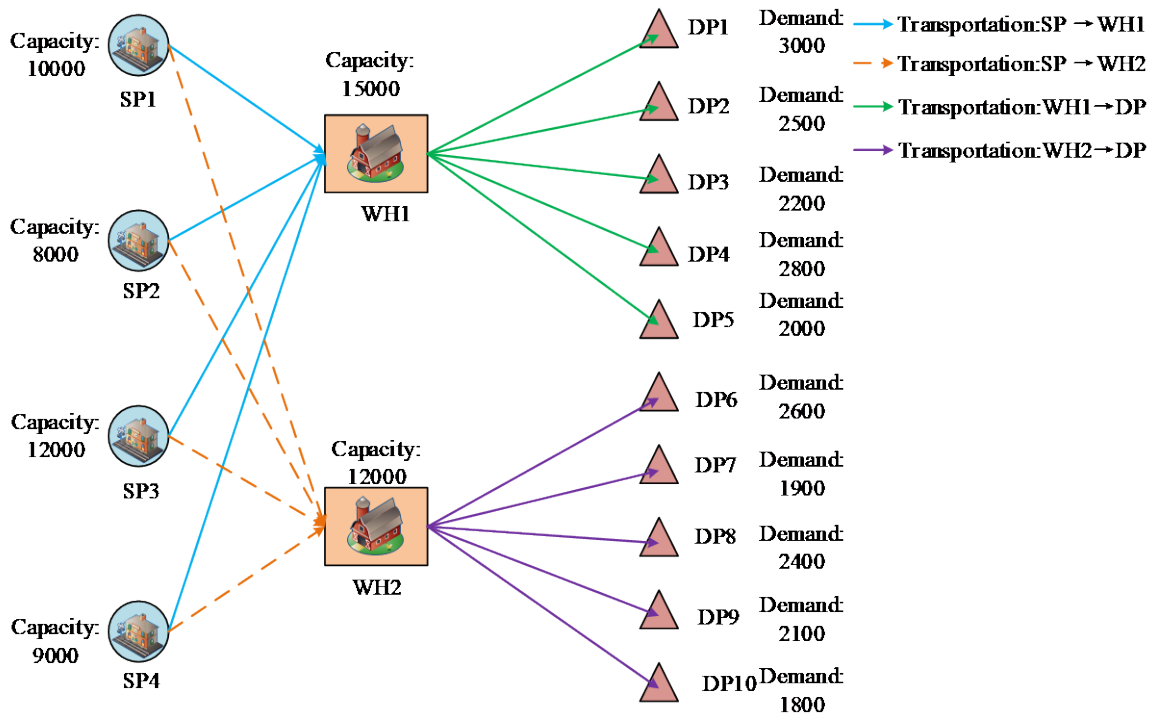 Capacity:
10000
SP1
Capacity:
8000
SP2
Capacity:
12000
SP3
Capacity:
9000
SP4
Capacity:
15000
WH1
Capacity:
12000
WH2
DP1
Demand:
3000
DP2
Demand:
2500
DP3
Demand:
2200
DP4
Demand:
2800
DP5
Demand:
2000
DP6
Demand:
2600
DP7
Demand:
1900
DP8
Demand:
2400
DP9
Demand:
2100
DP10
Demand:
1800
Transportation:SP → WH1
Transportation:SP → WH2
Transportation:WH1→DP
Transportation:WH2→DP